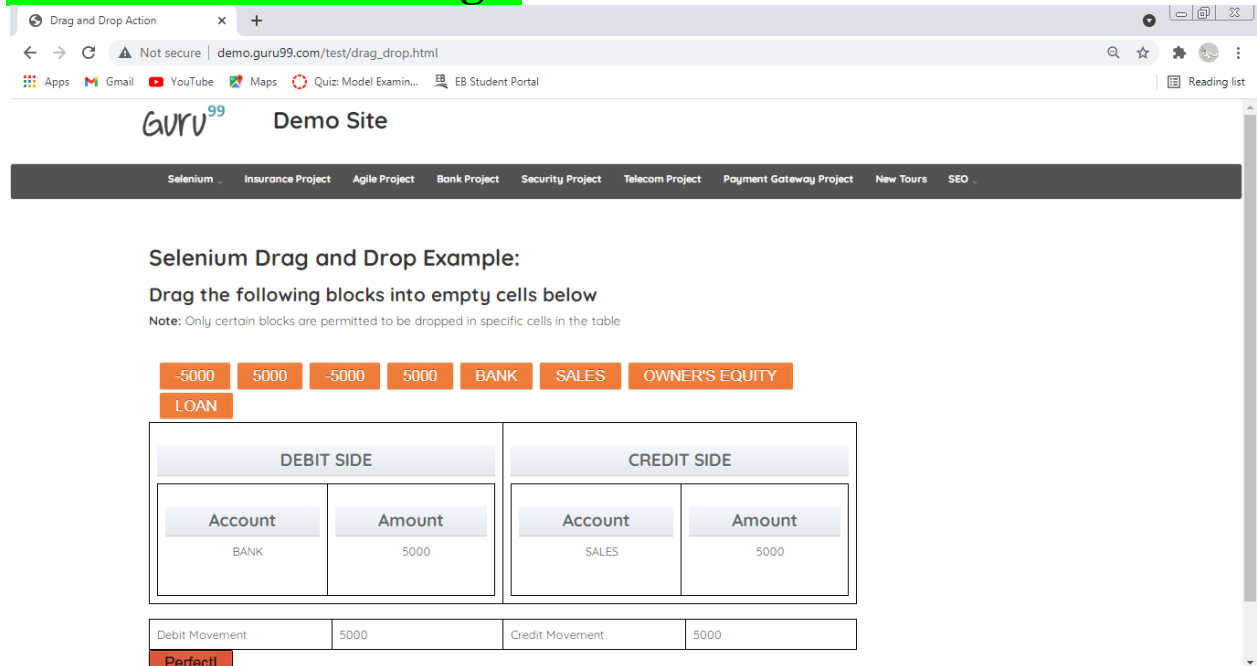 Drag and Drop Action
Not secure | demo.guru99.com/test/drag_drop.html
Apps Gmail YouTube Maps Quiz: Model Examin... EB EB Student Portal Reading list
Guru99 Demo Site
Selenium Insurance Project Agile Project Bank Project Security Project Telecom Project Payment Gateway Project New Tours SEO
Selenium Drag and Drop Example:
Drag the following blocks into empty cells below
Note: Only certain blocks are permitted to be dropped in specific cells in the table
-5000 5000 -5000 5000 BANK SALES OWNER'S EQUITY
LOAN
DEBIT SIDE CREDIT SIDE
Account Amount Account Amount
BANK 5000 SALES 5000
Debit Movement 5000 Credit Movement 5000
Perfect!